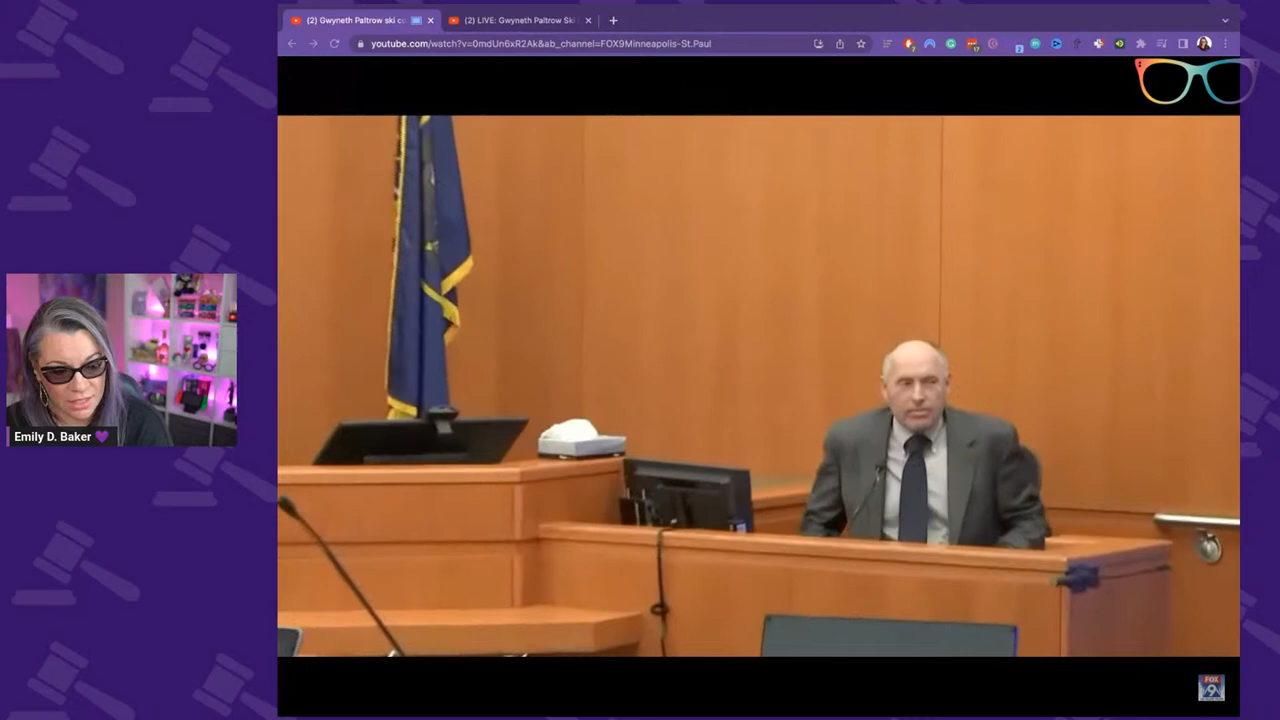 (2) Gwyneth Paltrow ski co
(2) LIVE: Gwyneth Paltrow Ski
youtube.com/watch?v=0mdUn6xR2Ak&ab_channel=FOX9Minneapolis-St.Paul
Emily D. Baker
FOX
9